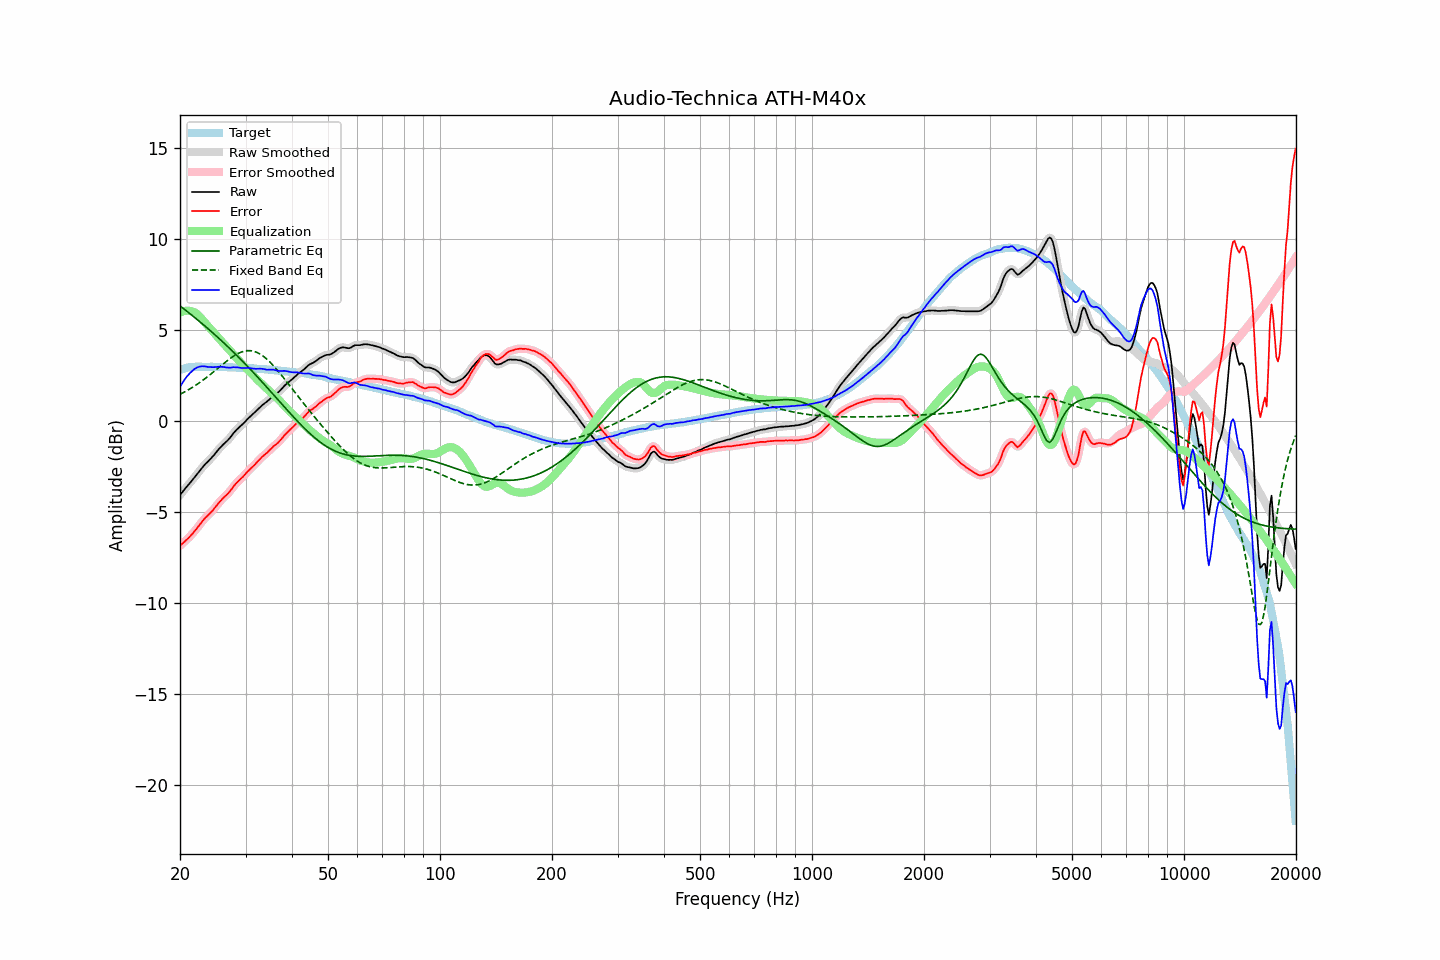 Audio-Technica ATH-M40x
Target
Raw Smoothed
Error Smoothed
Raw
Error
Equalization
Parametric Eq
Fixed Band Eq
Equalized
Amplitude (dBr)
15
10
5
0
−5
−10
−15
−20
20
50
100
200
500
1000
2000
5000
10000
20000
Frequency (Hz)